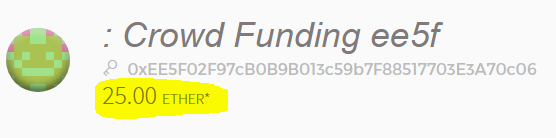 : Crowd Funding ee5f
0xEE5F02F97cB0B9B013c59b7F88517703E3A70c06
25.00 ETHER*